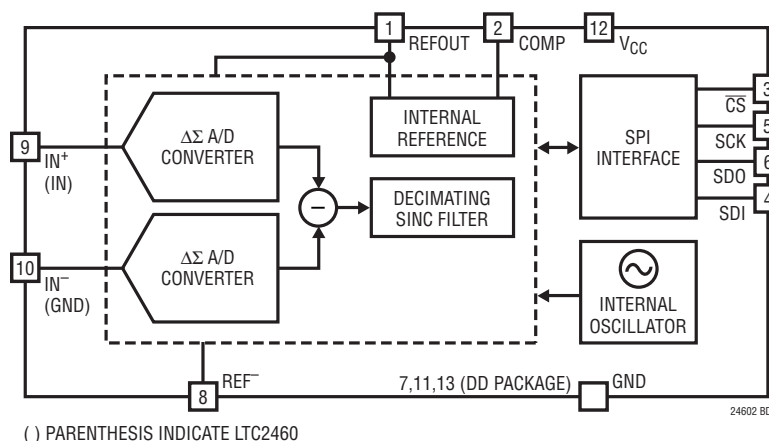 1 REFOUT
2 COMP
12 VCC
INTERNAL
REFERENCE
ΔΣ A/D
CONVERTER
9 IN+
(IN)
SPI
INTERFACE
3
CS
5
SCK
6
SDO
4
SDI
DECIMATING
SINC FILTER
−
ΔΣ A/D
CONVERTER
10 IN−
(GND)
INTERNAL
OSCILLATOR
8 REF−
7,11,13 (DD PACKAGE) GND
24602 BD
( ) PARENTHESIS INDICATE LTC2460